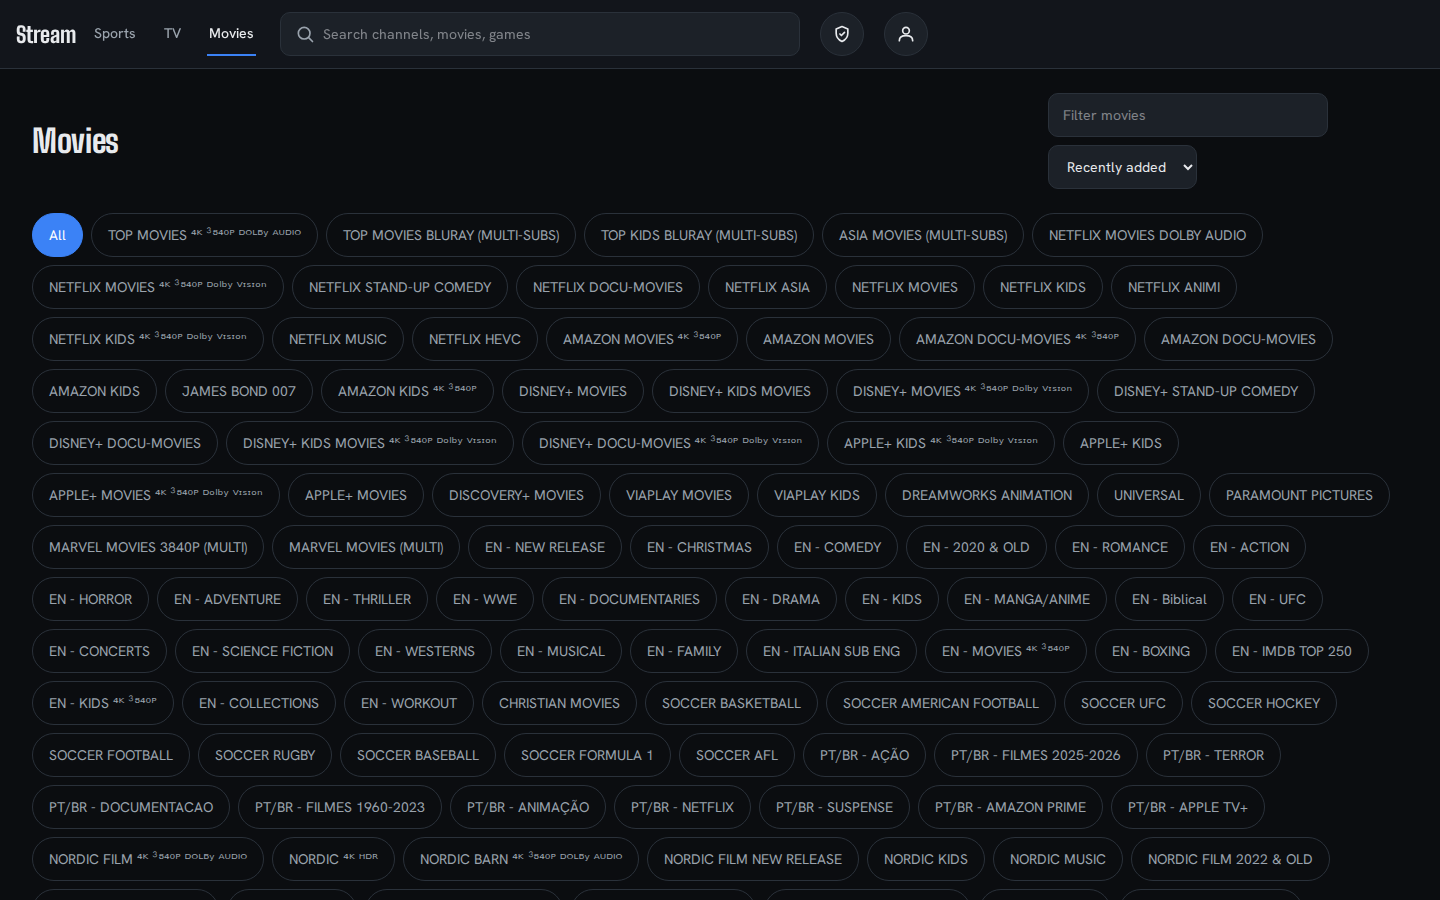 Stream Sports TV Movies Search channels, movies, games
Filter movies
Movies
Recently added
All TOP MOVIES ⁴ᴷ ³⁸⁴⁰ᴾ ᴰᴼᴸᴮʸ ᴬᵁᴰᴵᴼ TOP MOVIES BLURAY (MULTI-SUBS) TOP KIDS BLURAY (MULTI-SUBS) ASIA MOVIES (MULTI-SUBS) NETFLIX MOVIES DOLBY AUDIO
NETFLIX MOVIES ⁴ᴷ ³⁸⁴⁰ᴾ ᴰᵒˡᵇʸ ⱽⁱˢⁱᵒⁿ NETFLIX STAND-UP COMEDY NETFLIX DOCU-MOVIES NETFLIX ASIA NETFLIX MOVIES NETFLIX KIDS NETFLIX ANIMI
NETFLIX KIDS ⁴ᴷ ³⁸⁴⁰ᴾ ᴰᵒˡᵇʸ ⱽⁱˢⁱᵒⁿ NETFLIX MUSIC NETFLIX HEVC AMAZON MOVIES ⁴ᴷ ³⁸⁴⁰ᴾ AMAZON MOVIES AMAZON DOCU-MOVIES ⁴ᴷ ³⁸⁴⁰ᴾ AMAZON DOCU-MOVIES
AMAZON KIDS JAMES BOND 007 AMAZON KIDS ⁴ᴷ ³⁸⁴⁰ᴾ DISNEY+ MOVIES DISNEY+ KIDS MOVIES DISNEY+ MOVIES ⁴ᴷ ³⁸⁴⁰ᴾ ᴰᵒˡᵇʸ ⱽⁱˢⁱᵒⁿ DISNEY+ STAND-UP COMEDY
DISNEY+ DOCU-MOVIES DISNEY+ KIDS MOVIES ⁴ᴷ ³⁸⁴⁰ᴾ ᴰᵒˡᵇʸ ⱽⁱˢⁱᵒⁿ DISNEY+ DOCU-MOVIES ⁴ᴷ ³⁸⁴⁰ᴾ ᴰᵒˡᵇʸ ⱽⁱˢⁱᵒⁿ APPLE+ KIDS ⁴ᴷ ³⁸⁴⁰ᴾ ᴰᵒˡᵇʸ ⱽⁱˢⁱᵒⁿ APPLE+ KIDS
APPLE+ MOVIES ⁴ᴷ ³⁸⁴⁰ᴾ ᴰᵒˡᵇʸ ⱽⁱˢⁱᵒⁿ APPLE+ MOVIES DISCOVERY+ MOVIES VIAPLAY MOVIES VIAPLAY KIDS DREAMWORKS ANIMATION UNIVERSAL PARAMOUNT PICTURES
MARVEL MOVIES 3840P (MULTI) MARVEL MOVIES (MULTI) EN - NEW RELEASE EN - CHRISTMAS EN - COMEDY EN - 2020 & OLD EN - ROMANCE EN - ACTION
EN - HORROR EN - ADVENTURE EN - THRILLER EN - WWE EN - DOCUMENTARIES EN - DRAMA EN - KIDS EN - MANGA/ANIME EN - Biblical EN - UFC
EN - CONCERTS EN - SCIENCE FICTION EN - WESTERNS EN - MUSICAL EN - FAMILY EN - ITALIAN SUB ENG EN - MOVIES ⁴ᴷ ³⁸⁴⁰ᴾ EN - BOXING EN - IMDB TOP 250
EN - KIDS ⁴ᴷ ³⁸⁴⁰ᴾ EN - COLLECTIONS EN - WORKOUT CHRISTIAN MOVIES SOCCER BASKETBALL SOCCER AMERICAN FOOTBALL SOCCER UFC SOCCER HOCKEY
SOCCER FOOTBALL SOCCER RUGBY SOCCER BASEBALL SOCCER FORMULA 1 SOCCER AFL PT/BR - AÇÃO PT/BR - FILMES 2025-2026 PT/BR - TERROR
PT/BR - DOCUMENTACAO PT/BR - FILMES 1960-2023 PT/BR - ANIMAÇÃO PT/BR - NETFLIX PT/BR - SUSPENSE PT/BR - AMAZON PRIME PT/BR - APPLE TV+
NORDIC FILM ⁴ᴷ ³⁸⁴⁰ᴾ ᴰᴼᴸᴮʸ ᴬᵁᴰᴵᴼ NORDIC ⁴ᴷ ᴴᴰᴿ NORDIC BARN ⁴ᴷ ³⁸⁴⁰ᴾ ᴰᴼᴸᴮʸ ᴬᵁᴰᴵᴼ NORDIC FILM NEW RELEASE NORDIC KIDS NORDIC MUSIC NORDIC FILM 2022 & OLD